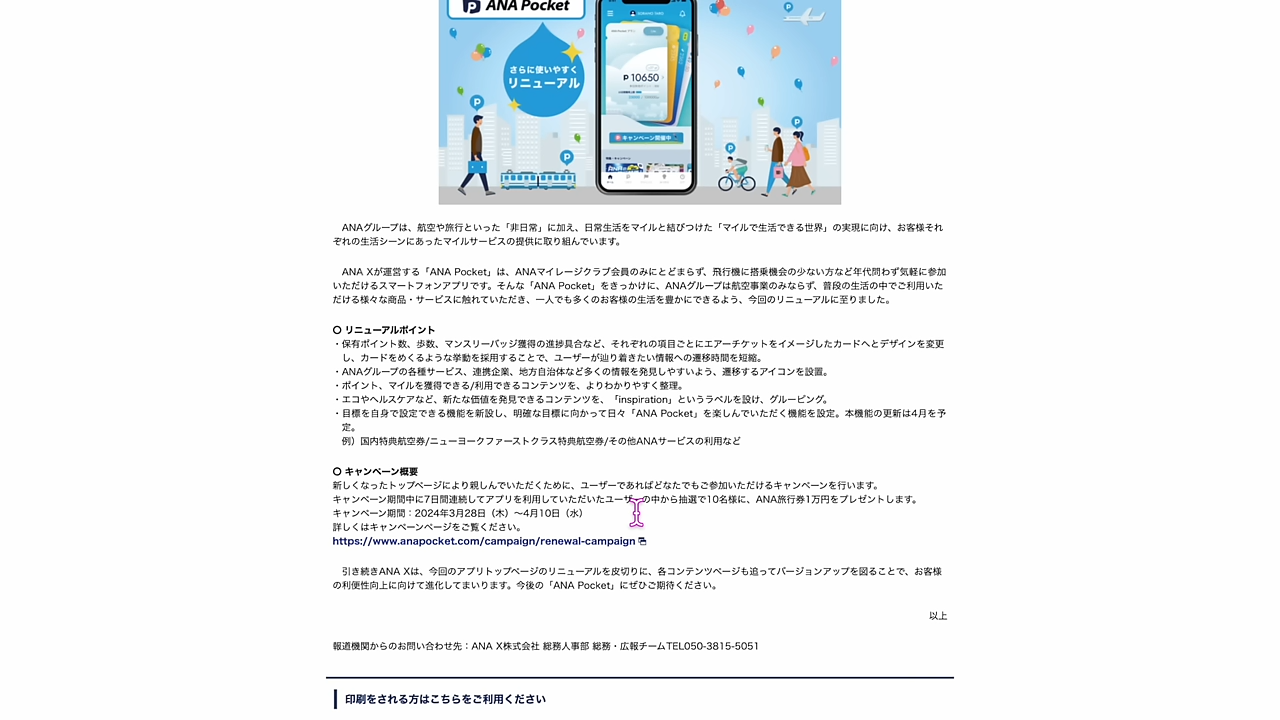 ANA Pocket
さらに使いやすく
リニューアル
P 10650
キャンペーン開催中
ANAグループは、航空や旅行といった「非日常」に加え、日常生活をマイルと結びつけた「マイルで生活できる世界」の実現に向け、お客様それ
ぞれの生活シーンにあったマイルサービスの提供に取り組んでいます。
ANA Xが運営する「ANA Pocket」は、ANAマイレージクラブ会員のみにとどまらず、飛行機に搭乗機会の少ない方など年代問わず気軽に参加
いただけるスマートフォンアプリです。そんな「ANA Pocket」をきっかけに、ANAグループは航空事業のみならず、普段の生活の中でご利用いた
だける様々な商品・サービスに触れていただき、一人でも多くのお客様の生活を豊かにできるよう、今回のリニューアルに至りました。
〇 リニューアルポイント
・保有ポイント数、歩数、マンスリーバッジ獲得の進捗具合など、それぞれの項目ごとにエアーチケットをイメージしたカードへとデザインを変更
し、カードをめくるような挙動を採用することで、ユーザーが辿り着きたい情報への遷移時間を短縮。
・ANAグループの各種サービス、連携企業、地方自治体など多くの情報を発見しやすいよう、遷移するアイコンを設置。
・ポイント、マイルを獲得できる/利用できるコンテンツを、よりわかりやすく整理。
・エコやヘルスケアなど、新たな価値を発見できるコンテンツを、「inspiration」というラベルを設け、グルーピング。
・目標を自身で設定できる機能を新設し、明確な目標に向かって日々「ANA Pocket」を楽しんでいただく機能を設定。本機能の更新は4月を予
定。
例）国内特典航空券/ニューヨークファーストクラス特典航空券/その他ANAサービスの利用など
〇 キャンペーン概要
新しくなったトップページにより親しんでいただくために、ユーザーであればどなたでもご参加いただけるキャンペーンを行います。
キャンペーン期間中に7日間連続してアプリを利用していただいたユーザーの中から抽選で10名様に、ANA旅行券1万円をプレゼントします。
キャンペーン期間：2024年3月28日（木）～4月10日（水）
詳しくはキャンペーンページをご覧ください。
https://www.anapocket.com/campaign/renewal-campaign
引き続きANA Xは、今回のアプリトップページのリニューアルを皮切りに、各コンテンツページも追ってバージョンアップを図ることで、お客様
の利便性向上に向けて進化してまいります。今後の「ANA Pocket」にぜひご期待ください。
以上
報道機関からのお問い合わせ先：ANA X株式会社 総務人事部 総務・広報チームTEL050-3815-5051
印刷をされる方はこちらをご利用ください